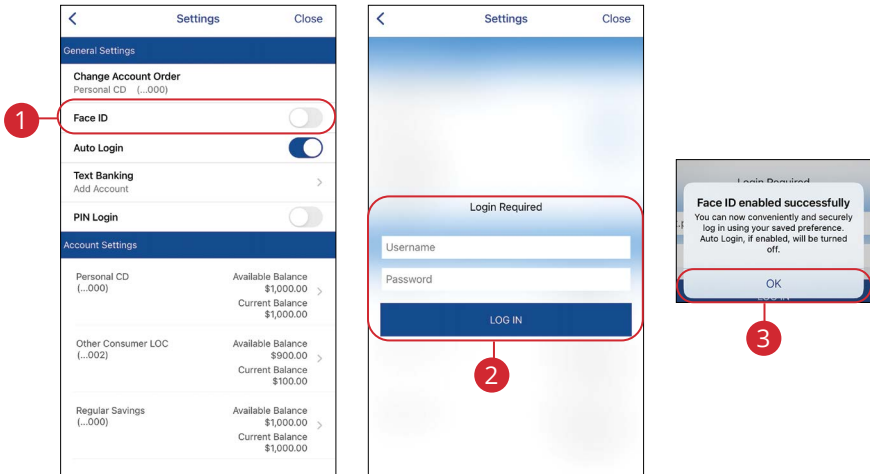 Settings Close
General Settings
Change Account Order
Personal CD (...000)
1
Face ID
Auto Login
Text Banking
Add Account
PIN Login
Account Settings
Personal CD Available Balance
(...000) $1,000.00
Current Balance
$1,000.00
Other Consumer LOC Available Balance
(...002) $900.00
Current Balance
$100.00
Regular Savings Available Balance
(...000) $1,000.00
Current Balance
$1,000.00
Settings Close
Login Required
Username
Password
LOG IN
2
Login Required
Face ID enabled successfully
You can now conveniently and securely
log in using your saved preference.
Auto Login, if enabled, will be turned
off.
OK
LOG IN
3